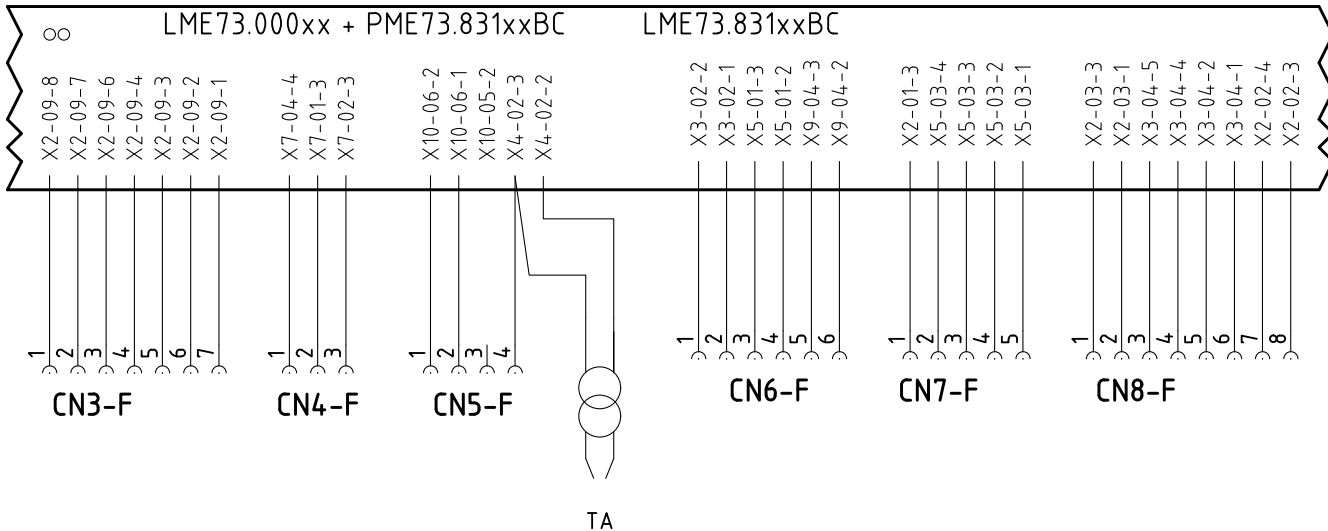 LME73.000xx + PME73.831xxBC LME73.831xxBC
X2-09-8
X2-09-7
X2-09-6
X2-09-4
X2-09-3
X2-09-2
X2-09-1
X7-04-4
X7-01-3
X7-02-3
X10-06-2
X10-06-1
X10-05-2
X4-02-3
X4-02-2
X3-02-2
X3-02-1
X5-01-3
X5-01-2
X9-04-3
X9-04-2
X2-01-3
X5-03-4
X5-03-3
X5-03-2
X5-03-1
X2-03-3
X2-03-1
X3-04-5
X3-04-4
X3-04-2
X3-04-1
X2-02-4
X2-02-3
1 2 3 4 5 6 7
CN3-F
1 2 3
CN4-F
1 2 3 4
CN5-F
1 2 3 4 5 6
CN6-F
1 2 3 4 5
CN7-F
1 2 3 4 5 6 7 8
CN8-F
TA